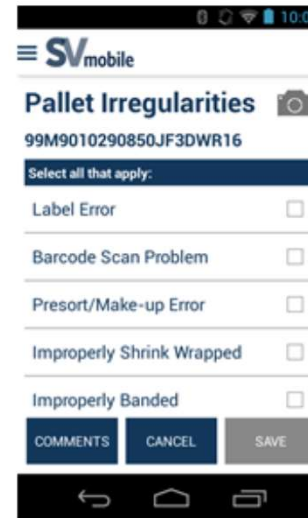 10:0
SVmobile
Pallet Irregularities
99M9010290850JF3DWR16
Select all that apply:
Label Error
Barcode Scan Problem
Presort/Make-up Error
Improperly Shrink Wrapped
Improperly Banded
COMMENTS CANCEL SAVE